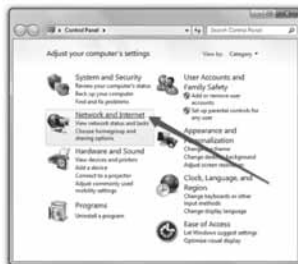 Control Panel
Search Control Panel
Adjust your computer's settings
View by: Category
System and Security
Review your computer's status
Back up your computer
Find and fix problems
Network and Internet
View network status and tasks
Choose homegroup and
sharing options
Hardware and Sound
View devices and printers
Add a device
Connect to a projector
Adjust commonly used
mobility settings
Programs
Uninstall a program
User Accounts and
Family Safety
Add or remove user
accounts
Set up parental controls for
any user
Appearance and
Personalization
Change theme
Change desktop background
Adjust screen
Clock, Language, and
Region
Change keyboards or other
input methods
Change display language
Ease of Access
Let Windows suggest settings
Optimize visual display